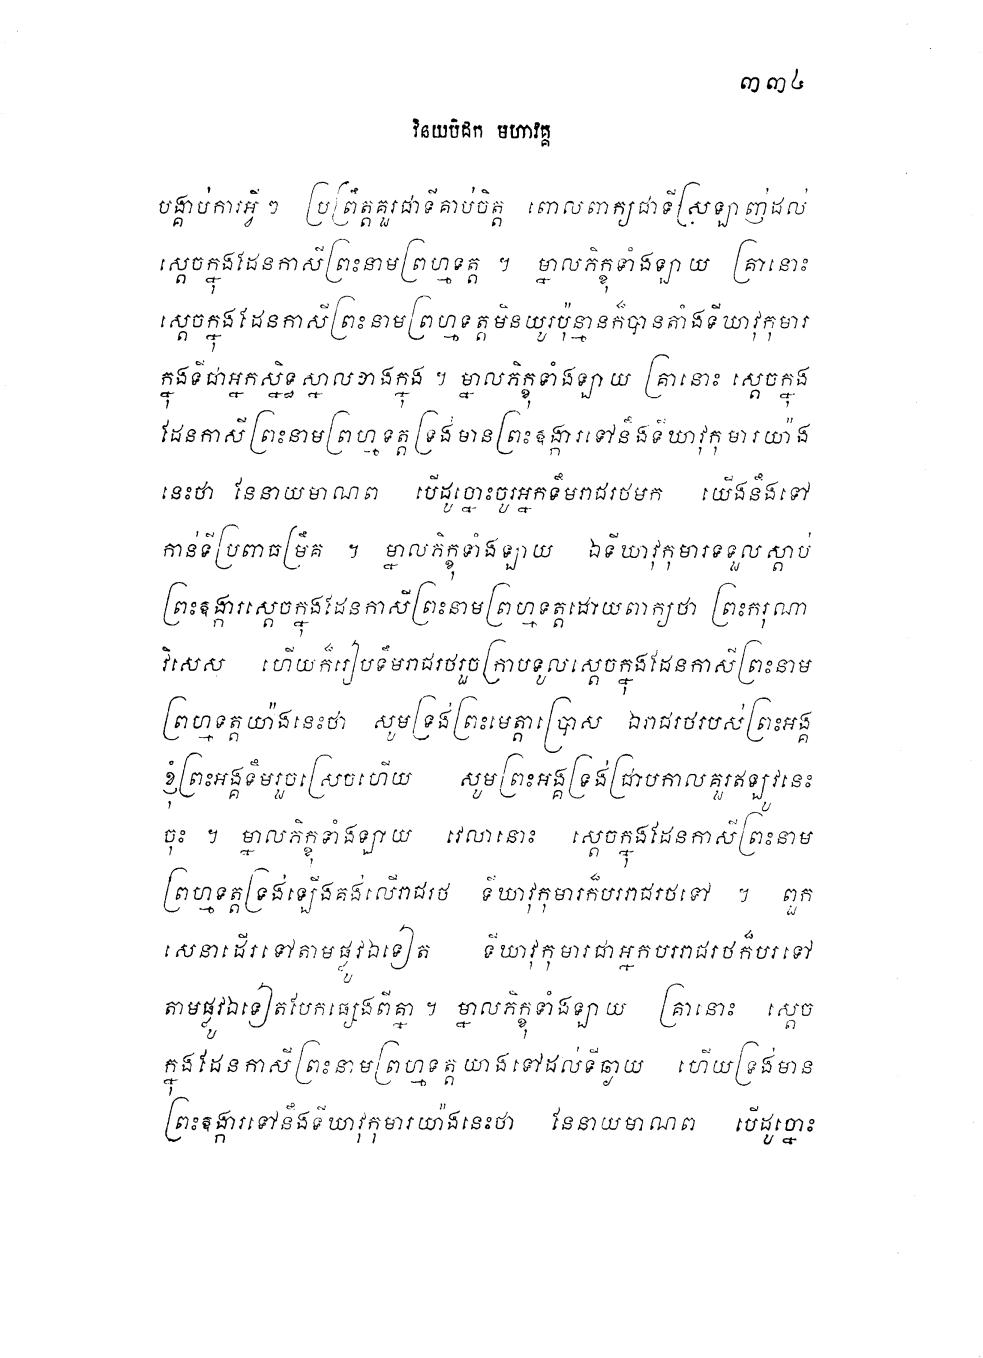 ៣៣៤
វិនយបិដក មហាវគ្គ
បង្គាប់ការអ្វី ៗ ប្រព្រឹត្តគួរជាទីគាប់ចិត្ត ពោលពាក្យជាទីស្រឡាញ់ដល់
ស្តេចក្នុងដែនកាសីព្រះនាមព្រហ្មទត្ត ។ ម្នាលភិក្ខុទាំងឡាយ គ្រានោះ
ស្តេចក្នុងដែនកាសីព្រះនាមព្រហ្មទត្តមិនយូរប៉ុន្មានក៏បានតាំងទីឃាវុកុមារ
ក្នុងទីជាអ្នកស្និទ្ធស្នាលខាងក្នុង ។ ម្នាលភិក្ខុទាំងឡាយ គ្រានោះ ស្តេចក្នុង
ដែនកាសីព្រះនាមព្រហ្មទត្តទ្រង់មានព្រះឧង្ការទៅនឹងទីឃាវុកុមារយ៉ាង
នេះថា នែនាយមាណព បើដូច្នោះចូរអ្នកទឹមរាជរថមក យើងនឹងទៅ
កាន់ទីប្រពាធម្រឹគ ។ ម្នាលភិក្ខុទាំងឡាយ ឯទីឃាវុកុមារទទួលស្តាប់
ព្រះឧង្ការស្តេចក្នុងដែនកាសីព្រះនាមព្រហ្មទត្តដោយពាក្យថា ព្រះករុណា
វិសេស ហើយក៏រៀបទឹមរាជរថរួចក្រាបទូលស្តេចក្នុងដែនកាសីព្រះនាម
ព្រហ្មទត្តយ៉ាងនេះថា សូមទ្រង់ព្រះមេត្តាប្រោស ឯរាជរថរបស់ព្រះអង្គ
ខ្ញុំព្រះអង្គទឹមរួចស្រេចហើយ សូមព្រះអង្គទ្រង់ជ្រាបកាលគួរឥឡូវនេះ
ចុះ ។ ម្នាលភិក្ខុទាំងឡាយ វេលានោះ ស្តេចក្នុងដែនកាសីព្រះនាម
ព្រហ្មទត្តទ្រង់ឡើងគង់លើរាជរថ ទីឃាវុកុមារក៏បររាជរថទៅ ។ ពួក
សេនាដើរទៅតាមផ្លូវឯទៀត ទីឃាវុកុមារជាអ្នកបររាជរថក៏បរទៅ
តាមផ្លូវឯទៀតបែកផ្សេងពីគ្នា ។ ម្នាលភិក្ខុទាំងឡាយ គ្រានោះ ស្តេច
ក្នុងដែនកាសីព្រះនាមព្រហ្មទត្តយាងទៅដល់ទីឆ្ងាយ ហើយទ្រង់មាន
ព្រះឧង្ការទៅនឹងទីឃាវុកុមារយ៉ាងនេះថា នែនាយមាណព បើដូច្នោះ